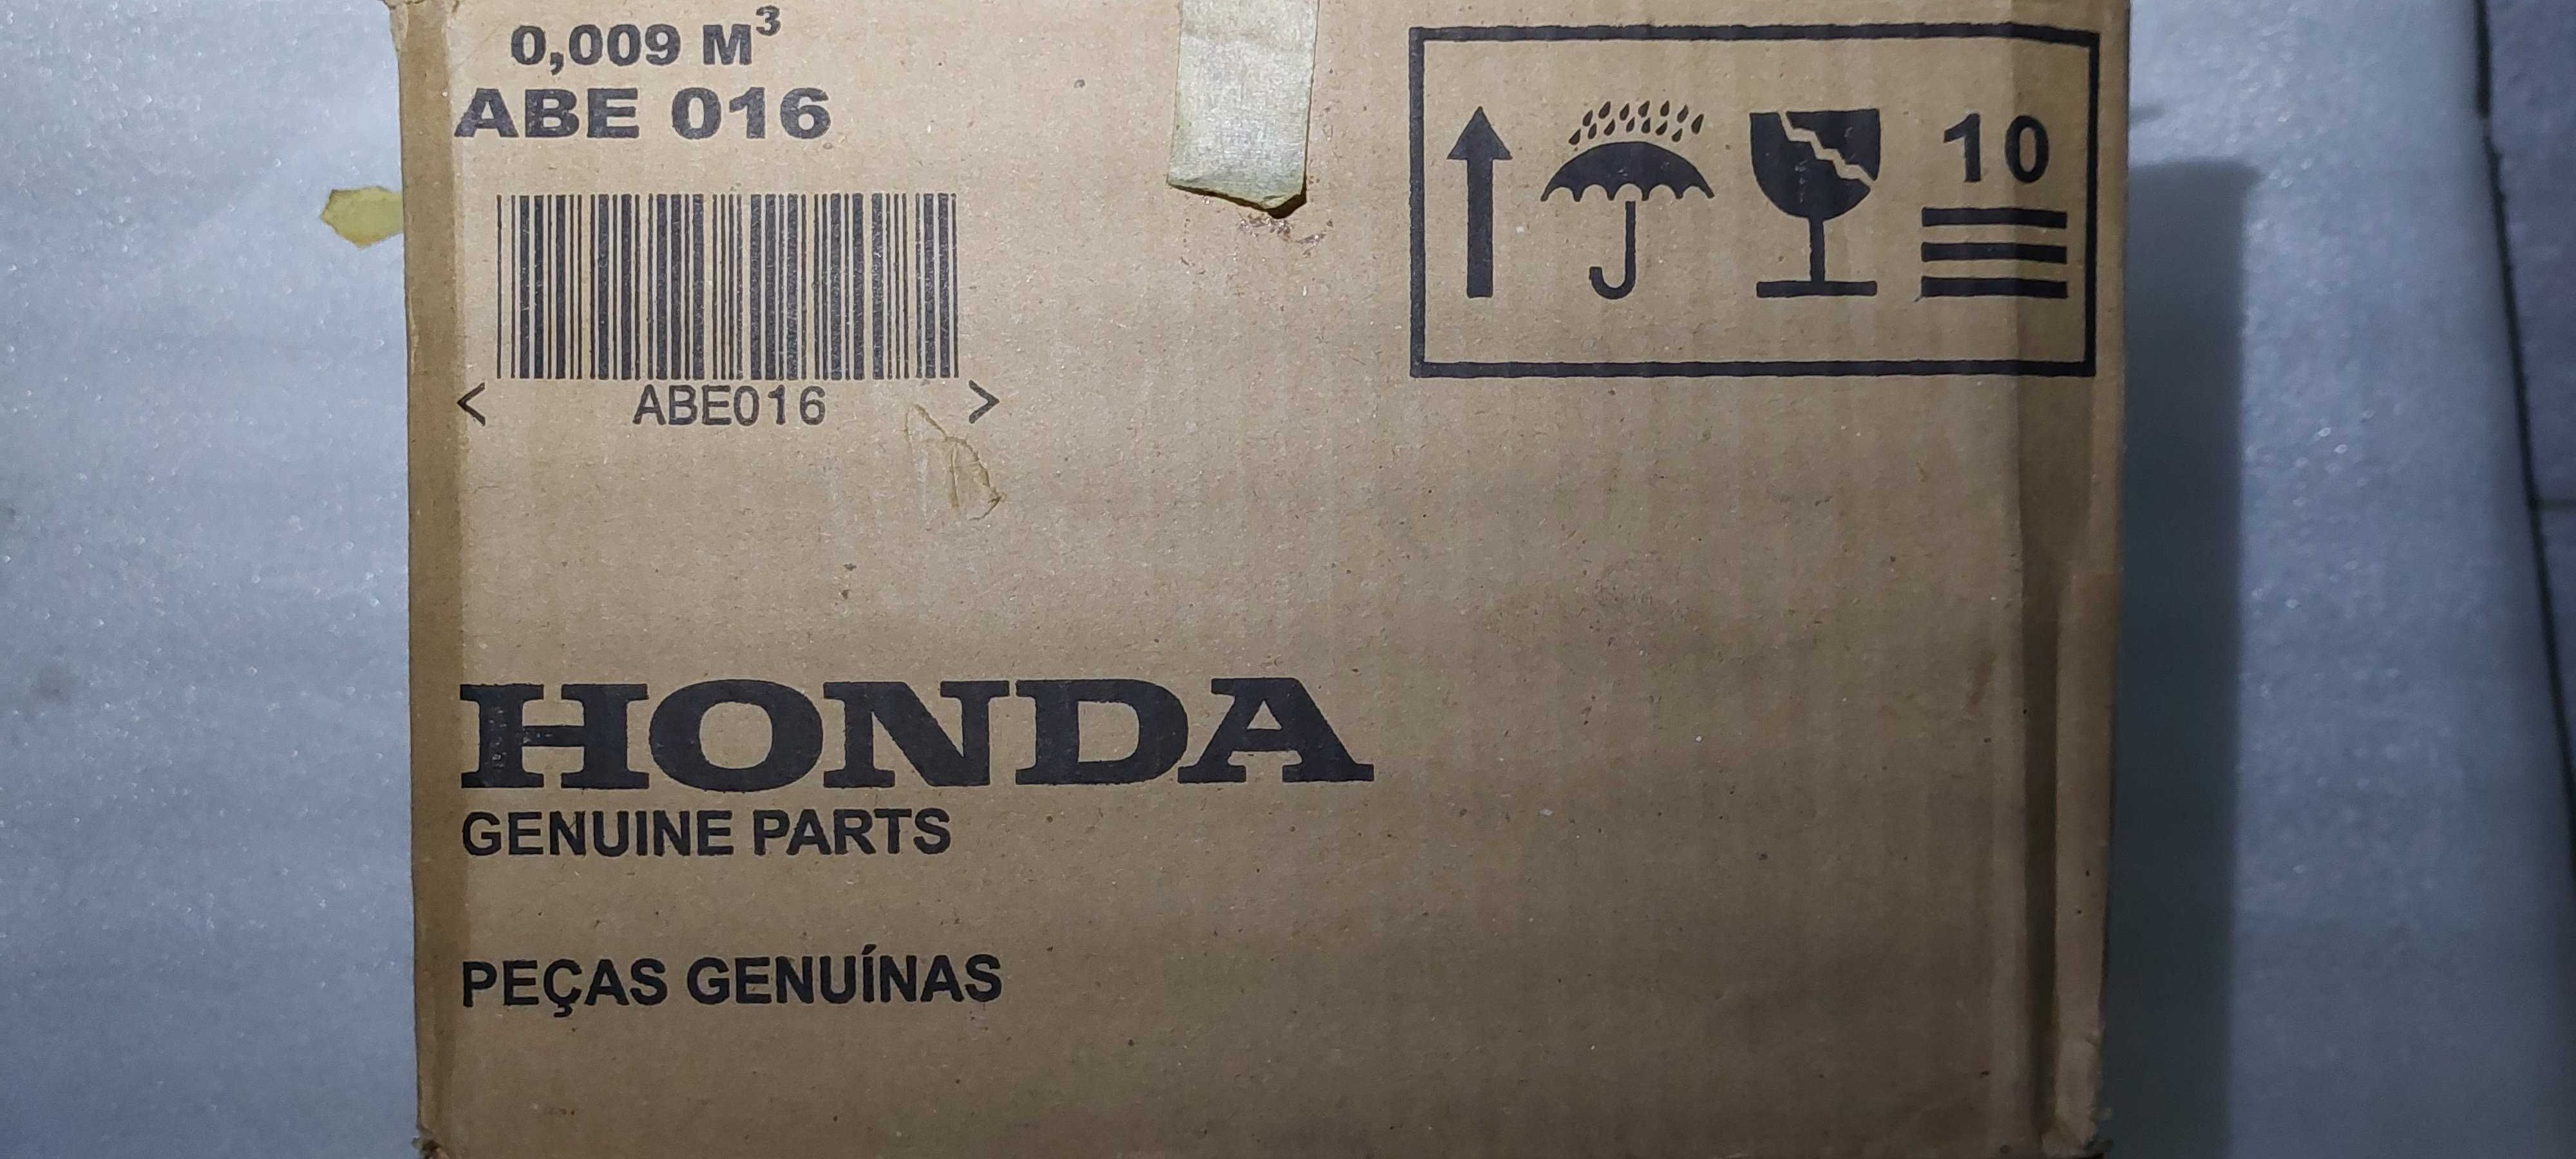 0,009 M³
ABE 016
< ABE016 >
10
HONDA
GENUINE PARTS
PEÇAS GENUÍNAS